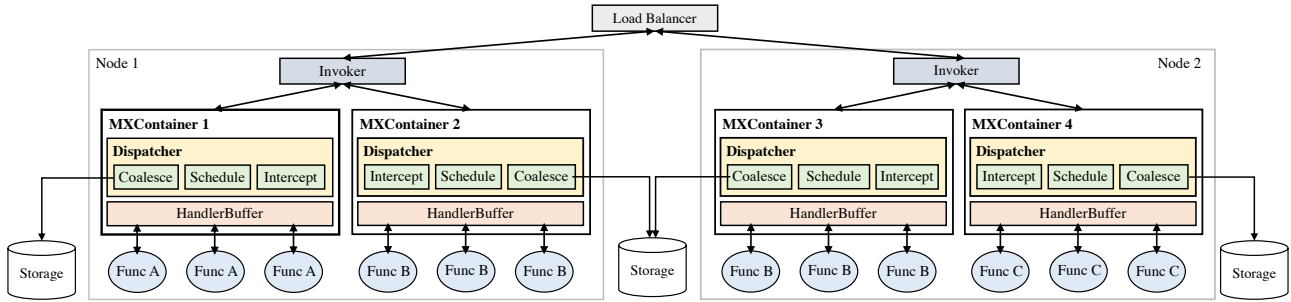 Load Balancer
Node 1
Node 2
Invoker
Invoker
MXContainer 1
MXContainer 2
MXContainer 3
MXContainer 4
Dispatcher
Dispatcher
Dispatcher
Dispatcher
Coalesce Schedule Intercept
Intercept Schedule Coalesce
Coalesce Schedule Intercept
Intercept Schedule Coalesce
HandlerBuffer
HandlerBuffer
HandlerBuffer
HandlerBuffer
Storage
Func A Func A Func A
Func B Func B Func B
Storage
Func B Func B Func B
Func C Func C Func C
Storage